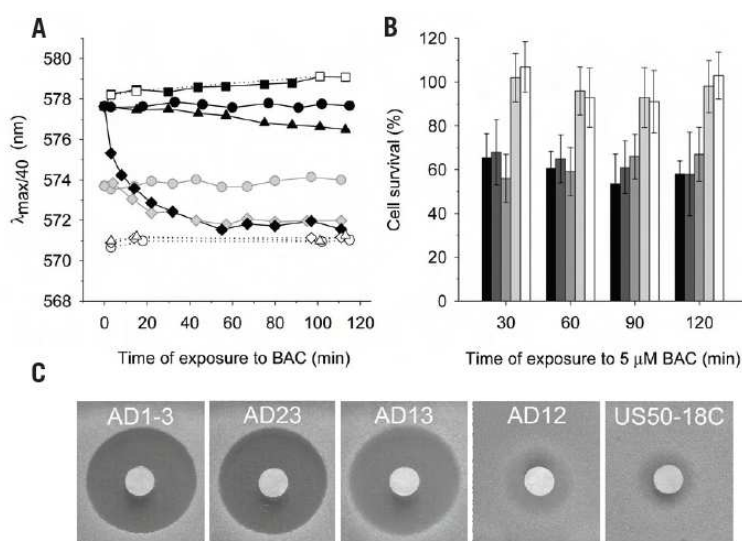 A
B
580
578
576
574
572
570
568
λmax/40 (nm)
0 20 40 60 80 100 120
Time of exposure to BAC (min)
120
100
80
60
40
20
0
Cell survival (%)
30 60 90 120
Time of exposure to 5 µM BAC (min)
C
AD1-3 AD23 AD13 AD12 US50-18C